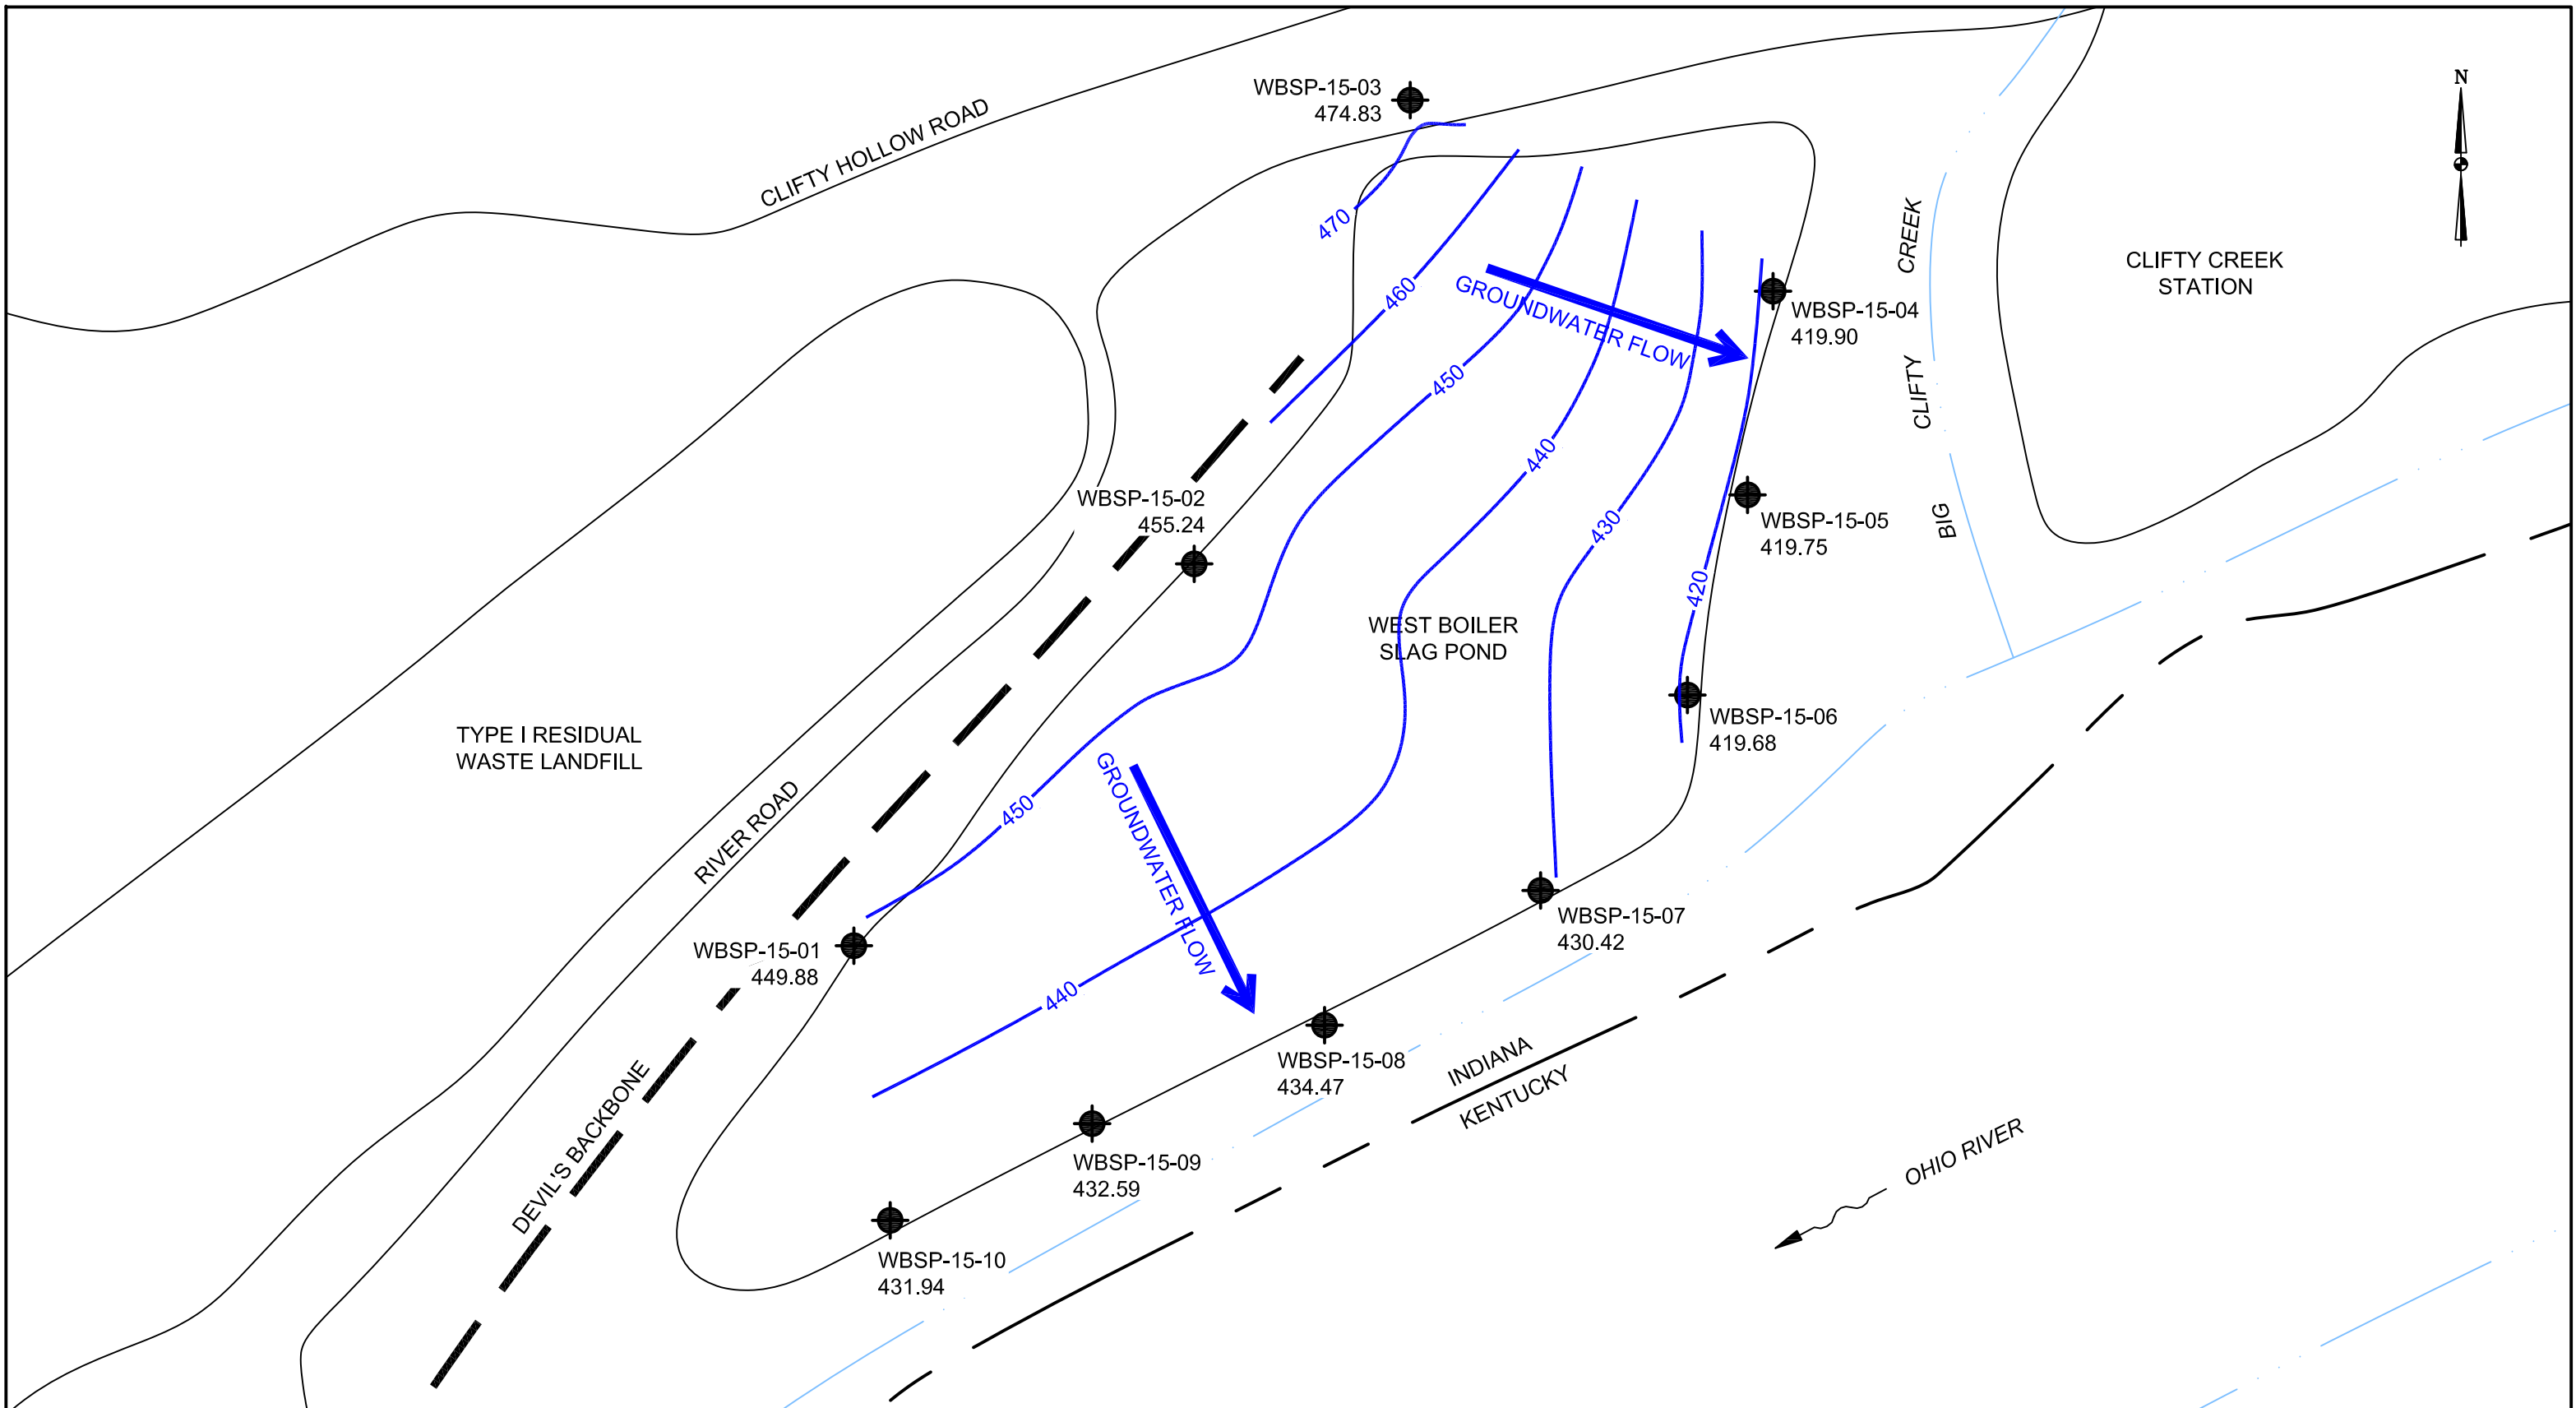 WBSP-15-03
474.83
N
CLIFTY HOLLOW ROAD
470
460
GROUNDWATER FLOW
BIG CLIFTY CREEK
CLIFTY CREEK
STATION
WBSP-15-04
419.90
450
440
430
420
WBSP-15-02
455.24
WBSP-15-05
419.75
WEST BOILER
SLAG POND
WBSP-15-06
419.68
TYPE I RESIDUAL
WASTE LANDFILL
RIVER ROAD
450
GROUNDWATER FLOW
WBSP-15-01
449.88
440
WBSP-15-07
430.42
WBSP-15-08
434.47
INDIANA
KENTUCKY
DEVIL'S BACKBONE
WBSP-15-09
432.59
OHIO RIVER
WBSP-15-10
431.94